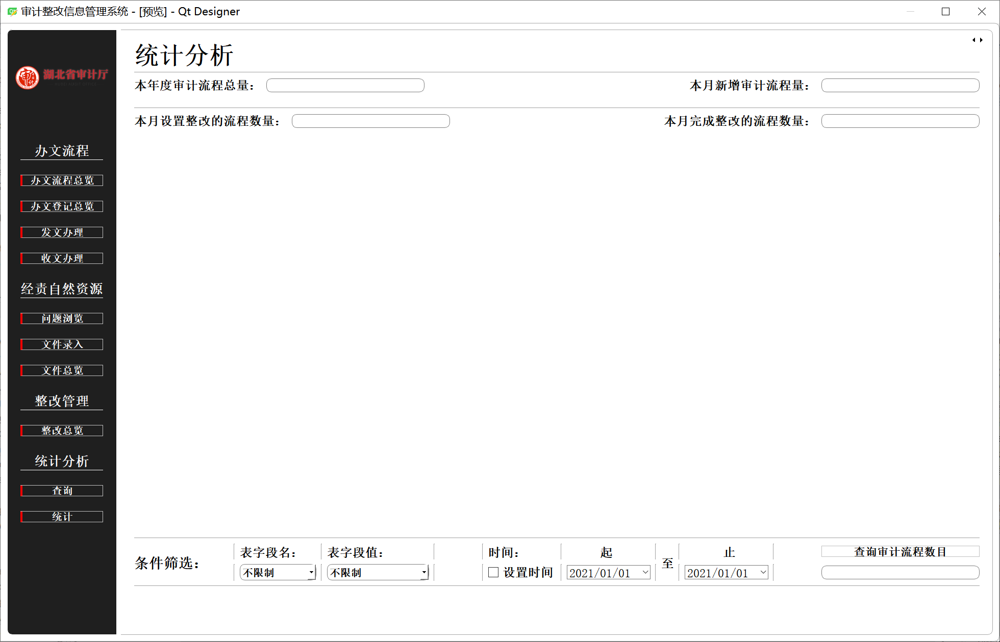 审计整改信息管理系统 - [预览] - Qt Designer
湖北省审计厅
办文流程
办文流程总览
办文登记总览
发文办理
收文办理
经责自然资源
问题浏览
文件录入
文件总览
整改管理
整改总览
统计分析
查询
统计
统计分析
本年度审计流程总量：
本月新增审计流程量：
本月设置整改的流程数量：
本月完成整改的流程数量：
条件筛选：
表字段名：
不限制
表字段值：
不限制
时间：
设置时间
起
2021/01/01
至
止
2021/01/01
查询审计流程数目